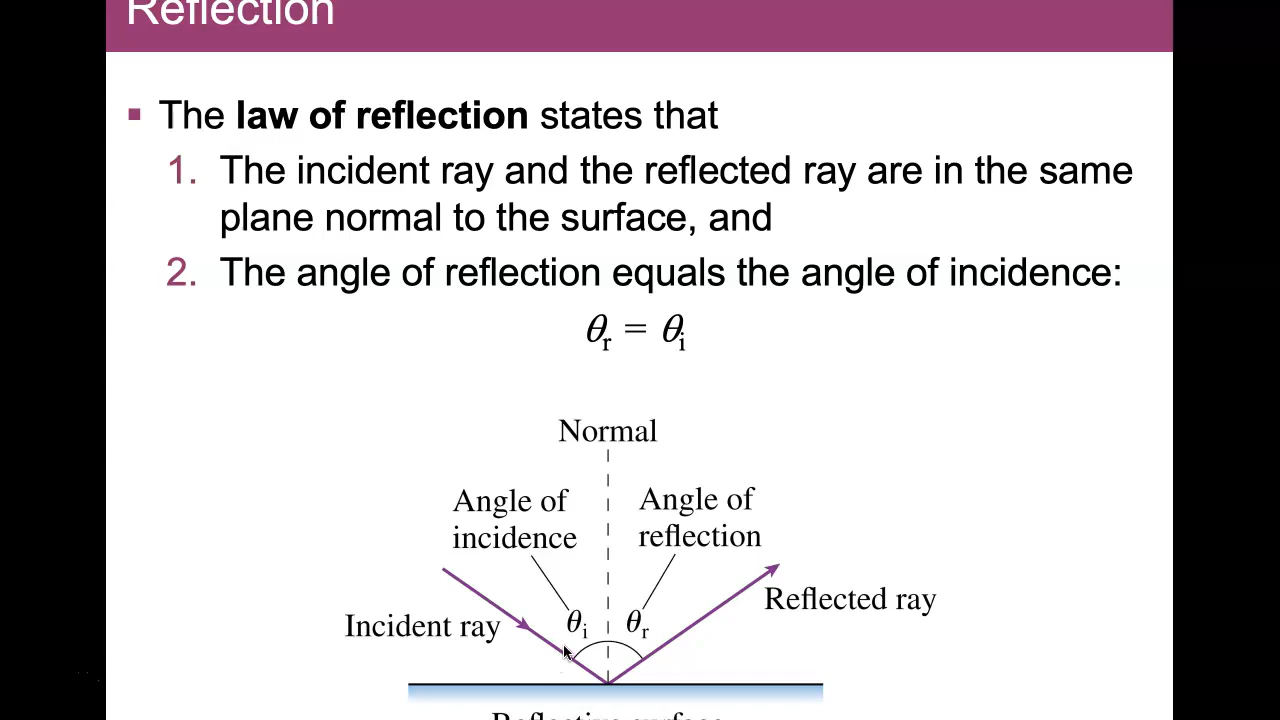 Reflection
▪ The law of reflection states that
1. The incident ray and the reflected ray are in the same
plane normal to the surface, and
2. The angle of reflection equals the angle of incidence:
θr = θi
Normal
Angle of
incidence
Angle of
reflection
Incident ray
θi
θr
Reflected ray
Reflective surface